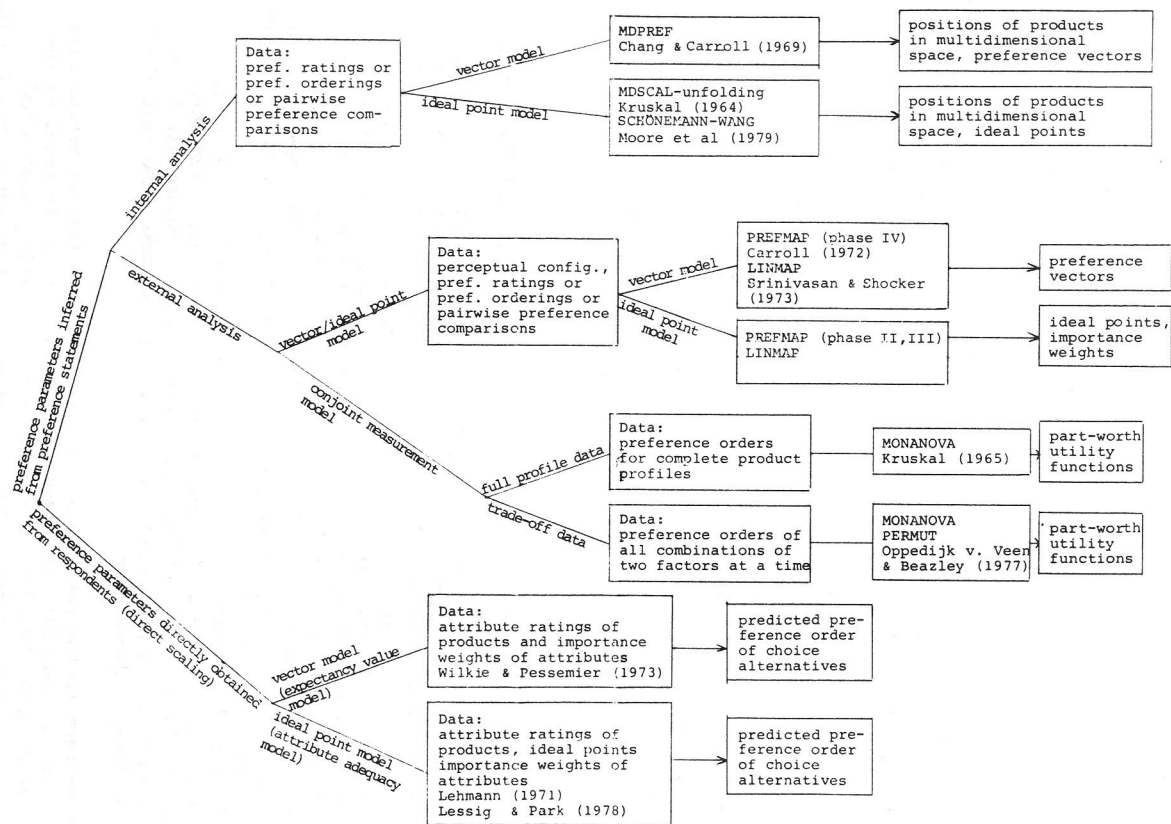 MDPREF
Chang & Carroll (1969)
positions of products
in multidimensional
space, preference vectors
Data:
pref. ratings or
pref. orderings
or pairwise
preference com-
parisons
vector model
ideal point model
MDSCAL-unfolding
Kruskal (1964)
SCHÖNEMANN-WANG
Moore et al (1979)
positions of products
in multidimensional
space, ideal points
internal analysis
external analysis
vector/ideal point
model
Data:
perceptual config.,
pref. ratings or
pref. orderings or
pairwise preference
comparisons
vector model
ideal point
model
PREFMAP (phase IV)
Carroll (1972)
LINMAP
Srinivasan & Shocker
(1973)
preference
vectors
PREFMAP (phase II,III)
LINMAP
ideal points,
importance
weights
preference parameters inferred
from preference statements
conjoint measurement
model
full profile data
trade-off data
Data:
preference orders
for complete product
profiles
MONANOVA
Kruskal (1965)
part-worth
utility
functions
Data:
preference orders of
all combinations of
two factors at a time
MONANOVA
PERMUT
Oppedijk v. Veen
& Beazley (1977)
part-worth
utility
functions
preference parameters directly obtained
from respondents (direct scaling)
vector model
(expectancy value
model)
Data:
attribute ratings of
products and importance
weights of attributes
Wilkie & Pessemier (1973)
predicted pre-
ference order
of choice
alternatives
ideal point model
(attribute adequacy
model)
Data:
attribute ratings of
products, ideal points
importance weights of
attributes
Lehmann (1971)
Lessig & Park (1978)
predicted pre-
ference order
of choice
alternatives